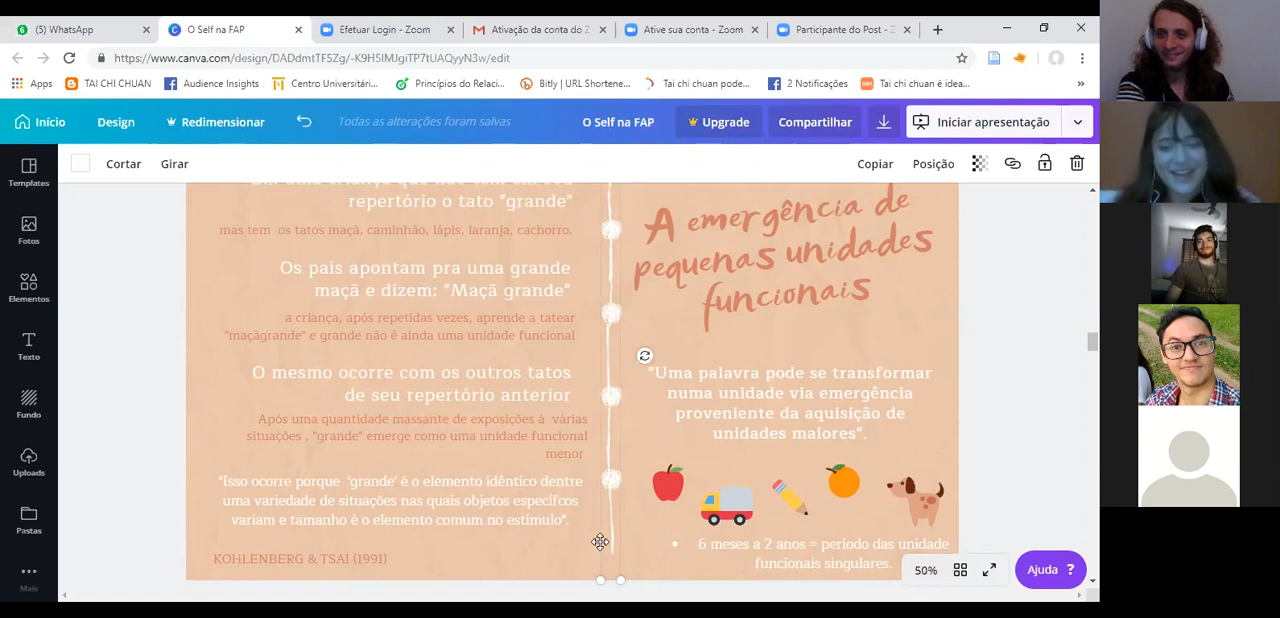 (5) WhatsApp
O Self na FAP
Efetuar Login - Zoom
Ativação da conta do Z
Ative sua conta - Zoom
Participante do Post - Z
https://www.canva.com/design/DADdmtTF5Zg/-K9H5IMJgiTP7tUAQyyN3w/edit
Apps
TAI CHI CHUAN
Audience Insights
Centro Universitári...
Princípios do Relaci...
Bitly | URL Shortene...
Tai chi chuan pode...
2 Notificações
Tai chi chuan é idea...
»
Início
Design
Redimensionar
Todas as alterações foram salvas
O Self na FAP
Upgrade
Compartilhar
Iniciar apresentação
Cortar
Girar
Copiar
Posição
Templates
Fotos
Elementos
Texto
Fundo
Uploads
Pastas
Mais
repertório o tato "grande"
mas tem os tatos maçã, caminhão, lápis, laranja, cachorro.
Os pais apontam pra uma grande
maçã e dizem: "Maçã grande"
a criança, após repetidas vezes, aprende a tatear
"maçãgrande" e grande não é ainda uma unidade funcional
O mesmo ocorre com os outros tatos
de seu repertório anterior
Após uma quantidade massante de exposições à várias
situações , "grande" emerge como uma unidade funcional
menor
"Isso ocorre porque 'grande' é o elemento idêntico dentre
uma variedade de situações nas quais objetos específcos
variam e tamanho é o elemento comum no estímulo".
KOHLENBERG & TSAI (1991)
A emergência de
pequenas unidades
funcionais
"Uma palavra pode se transformar
numa unidade via emergência
proveniente da aquisição de
unidades maiores".
• 6 meses a 2 anos = periodo das unidade
funcionais singulares.
50%
Ajuda ?